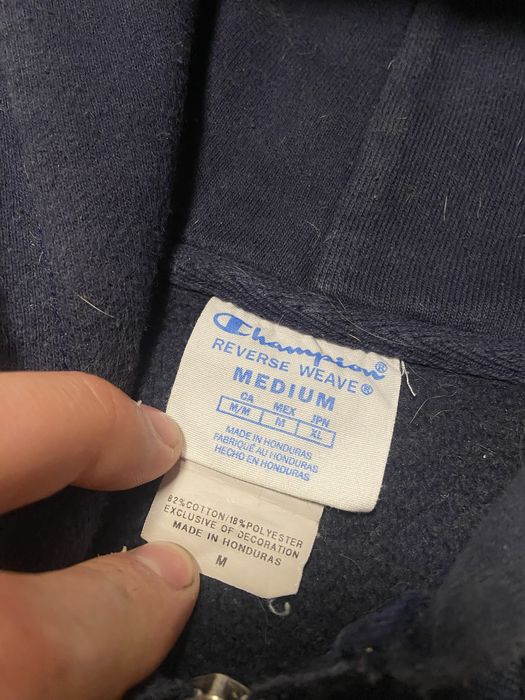 Champion®
REVERSE WEAVE®
MEDIUM
CA MEX JPN
M/M M XL
MADE IN HONDURAS
FABRIQUÉ AU HONDURAS
HECHO EN HONDURAS
82%COTTON/18%POLYESTER
EXCLUSIVE OF DECORATION
MADE IN HONDURAS
M